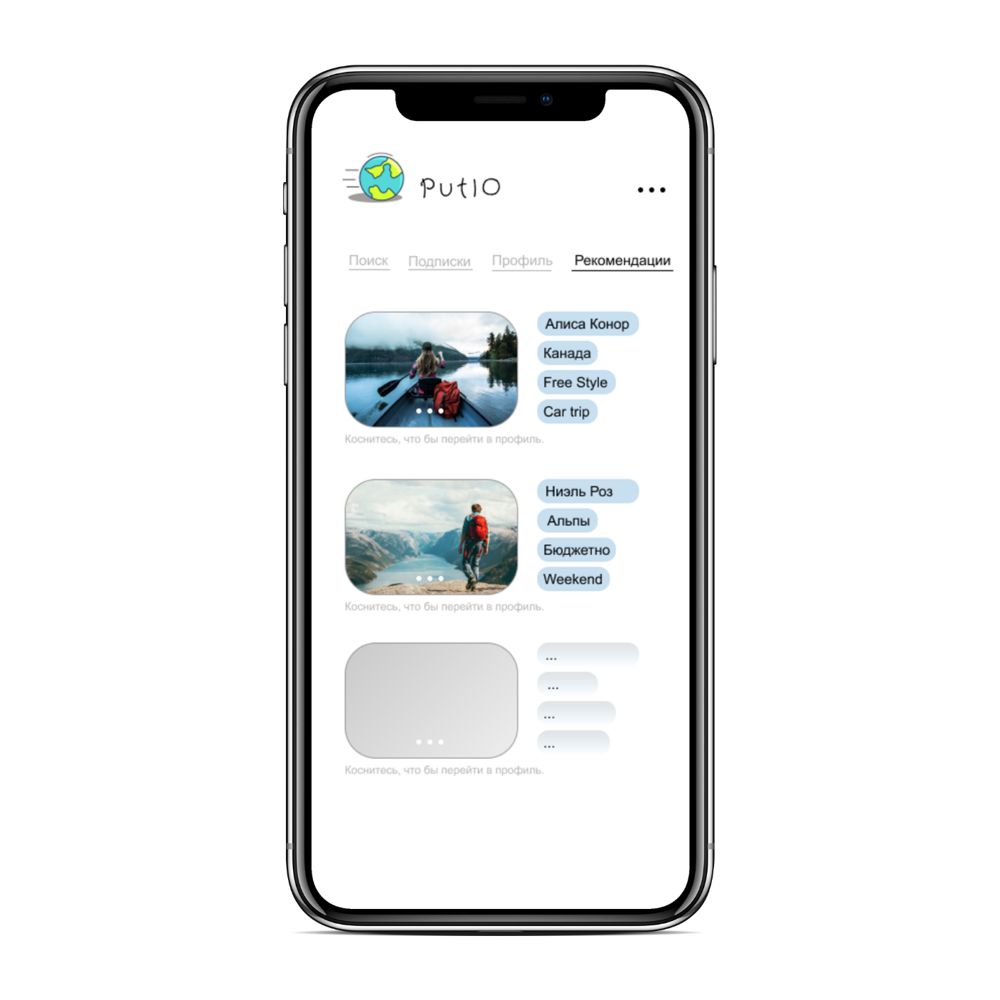 PutIO
Поиск Подписки Профиль Рекомендации
Алиса Конор
Канада
Free Style
Car trip
Коснитесь, что бы перейти в профиль.
Ниэль Роз
Альпы
Бюджетно
Weekend
Коснитесь, что бы перейти в профиль.
...
...
...
...
Коснитесь, что бы перейти в профиль.